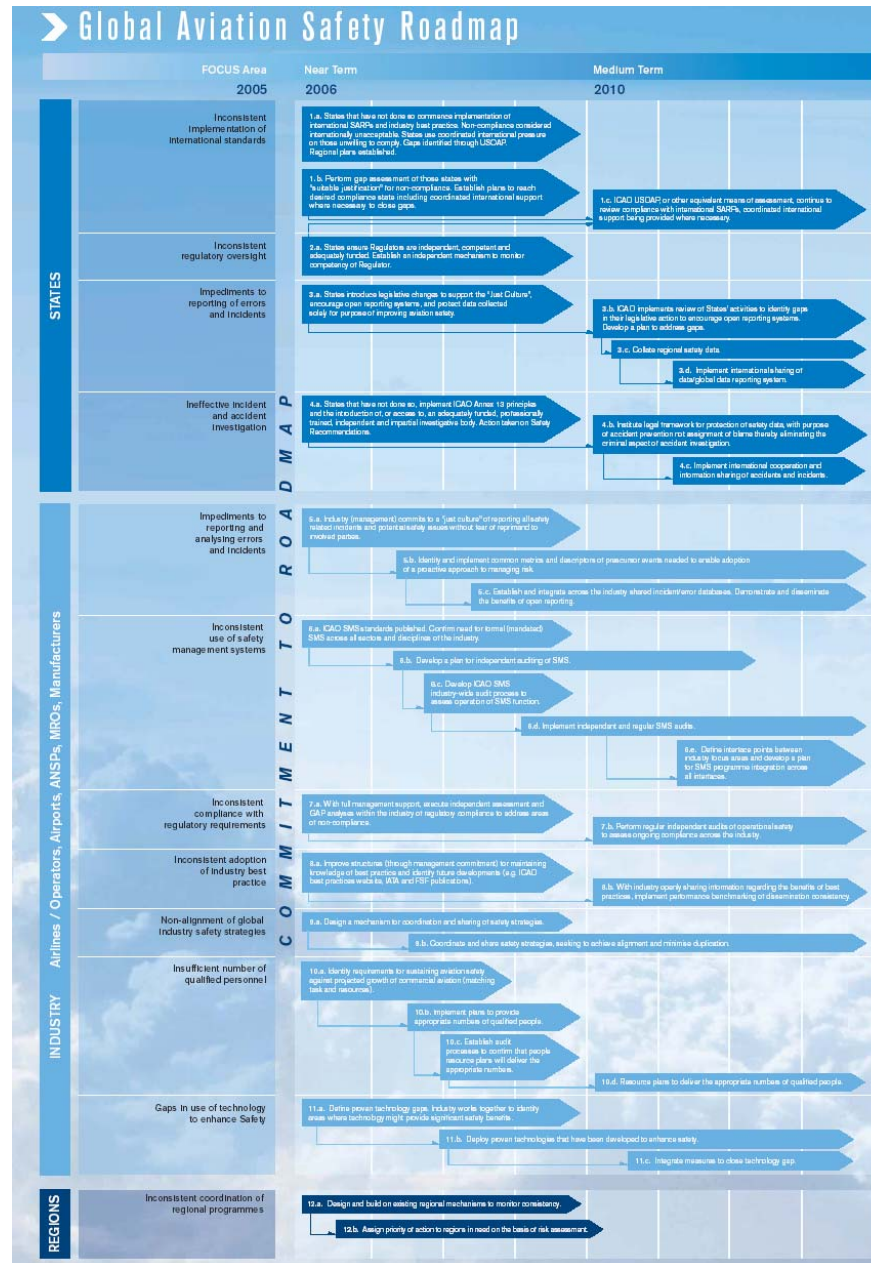 Global Aviation Safety Roadmap
FOCUS Area
Near Term
Medium Term
2005
2006
2010
STATES
COMMITMENT TO ROADMAP
Inconsistent
implementation of
international standards
1.a. States that have not done so commence implementation of
international SARPs and industry best practice. Non-compliance considered
internationally unacceptable. States use coordinated international pressure
on those unwilling to comply. Gaps identified through USOAP.
Regional plans established.
1.b. Perform gap assessment of those states with
"suitable justification" for non-compliance. Establish plans to reach
desired compliance state including coordinated international support
where necessary to close gaps.
1.c. ICAO USOAP, or other equivalent means of assessment, continue to
review compliance with international SARPs, coordinated international
support being provided where necessary.
Inconsistent
regulatory oversight
2.a. States ensure Regulators are independent, competent and
adequately funded. Establish an independent mechanism to monitor
competency of Regulator.
Impediments to
reporting of errors
and incidents
3.a. States introduce legislative changes to support the "Just Culture",
encourage open reporting systems, and protect data collected
solely for purpose of improving aviation safety.
3.b. ICAO implements review of States' activities to identify gaps
in their legislative action to encourage open reporting systems.
Develop a plan to address gaps.
3.c. Collate regional safety data.
3.d. Implement international sharing of
data/global data reporting system.
Ineffective incident
and accident
investigation
4.a. States that have not done so, implement ICAO Annex 13 principles
and the introduction of, or access to, an adequately funded, professionally
trained, independent and impartial investigative body. Action taken on Safety
Recommendations.
4.b. Institute legal framework for protection of safety data, with purpose
of accident prevention not assignment of blame thereby eliminating the
criminal aspect of accident investigation.
4.c. Implement international cooperation and
information sharing of accidents and incidents.
INDUSTRY Airlines / Operators, Airports, ANSPs, MROs, Manufacturers
Impediments to
reporting and
analysing errors
and incidents
5.a. Industry (management) commits to a "just culture" of reporting all safety
related incidents and potential safety issues without fear of reprimand to
involved parties.
5.b. Identify and implement common metrics and descriptors of precursor events needed to enable adoption
of a proactive approach to managing risk.
5.c. Establish and integrate across the industry shared incident/error databases. Demonstrate and disseminate
the benefits of open reporting.
Inconsistent
use of safety
management systems
6.a. ICAO SMS standards published. Confirm need for formal (mandated)
SMS across all sectors and disciplines of the industry.
6.b. Develop a plan for independent auditing of SMS.
6.c. Develop ICAO SMS
industry-wide audit process to
assess operation of SMS function.
6.d. Implement independent and regular SMS audits.
6.e. Define interface points between
industry focus areas and develop a plan
for SMS programme integration across
all interfaces.
Inconsistent
compliance with
regulatory requirements
7.a. With full management support, execute independent assessment and
GAP analyses within the industry of regulatory compliance to address areas
of non-compliance.
7.b. Perform regular independent audits of operational safety
to assess ongoing compliance across the industry.
Inconsistent adoption
of industry best
practice
8.a. Improve structures (through management commitment) for maintaining
knowledge of best practice and identify future developments (e.g. ICAO
best practices website, IATA and FSF publications).
8.b. With industry openly sharing information regarding the benefits of best
practices, implement performance benchmarking of dissemination consistency.
Non-alignment of global
industry safety strategies
9.a. Design a mechanism for coordination and sharing of safety strategies.
9.b. Coordinate and share safety strategies, seeking to achieve alignment and minimise duplication.
Insufficient number of
qualified personnel
10.a. Identify requirements for sustaining aviation safety
against projected growth of commercial aviation (matching
task and resources).
10.b. Implement plans to provide
appropriate numbers of qualified people.
10.c. Establish audit
processes to confirm that people
resource plans will deliver the
appropriate numbers.
10.d. Resource plans to deliver the appropriate numbers of qualified people.
Gaps in use of technology
to enhance Safety
11.a. Define proven technology gaps. Industry works together to identify
areas where technology might provide significant safety benefits.
11.b. Deploy proven technologies that have been developed to enhance safety.
11.c. Integrate measures to close technology gap.
REGIONS
Inconsistent coordination of
regional programmes
12.a. Design and build on existing regional mechanisms to monitor consistency.
12.b. Assign priority of action to regions in need on the basis of risk assessment.